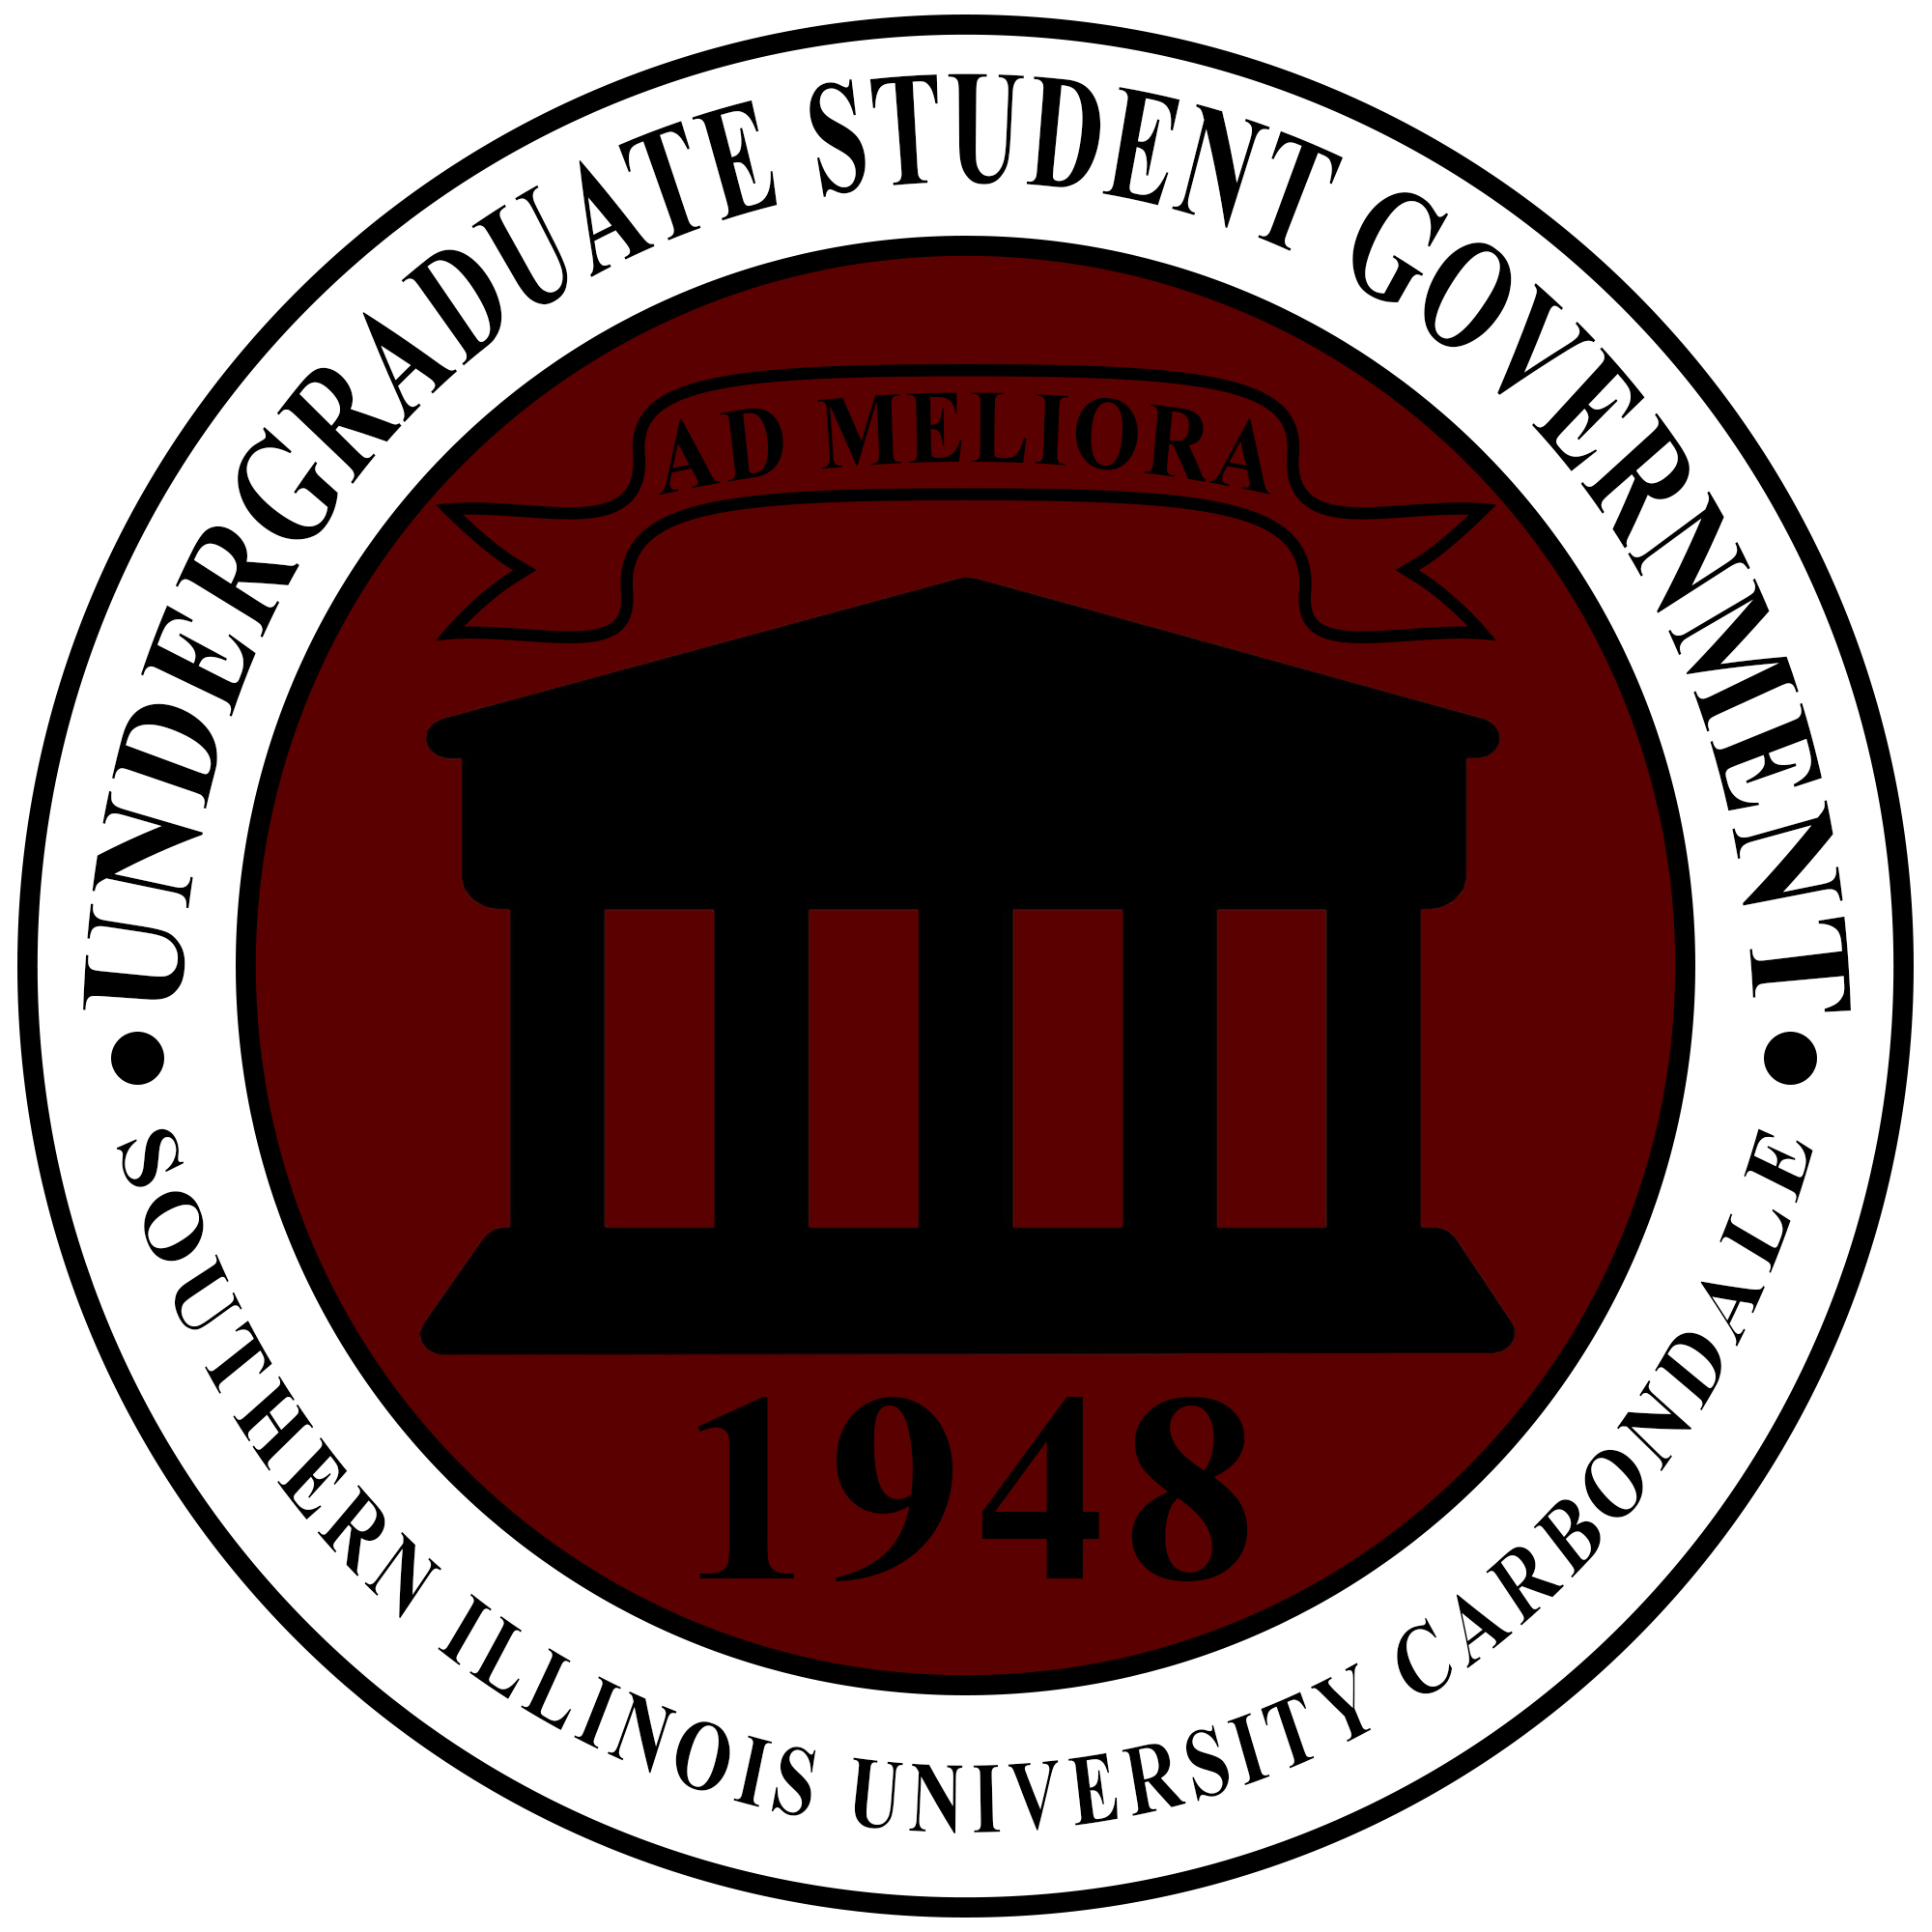 UNDERGRADUATE STUDENT GOVERNMENT
AD MELIORA
1948
SOUTHERN ILLINOIS UNIVERSITY CARBONDALE